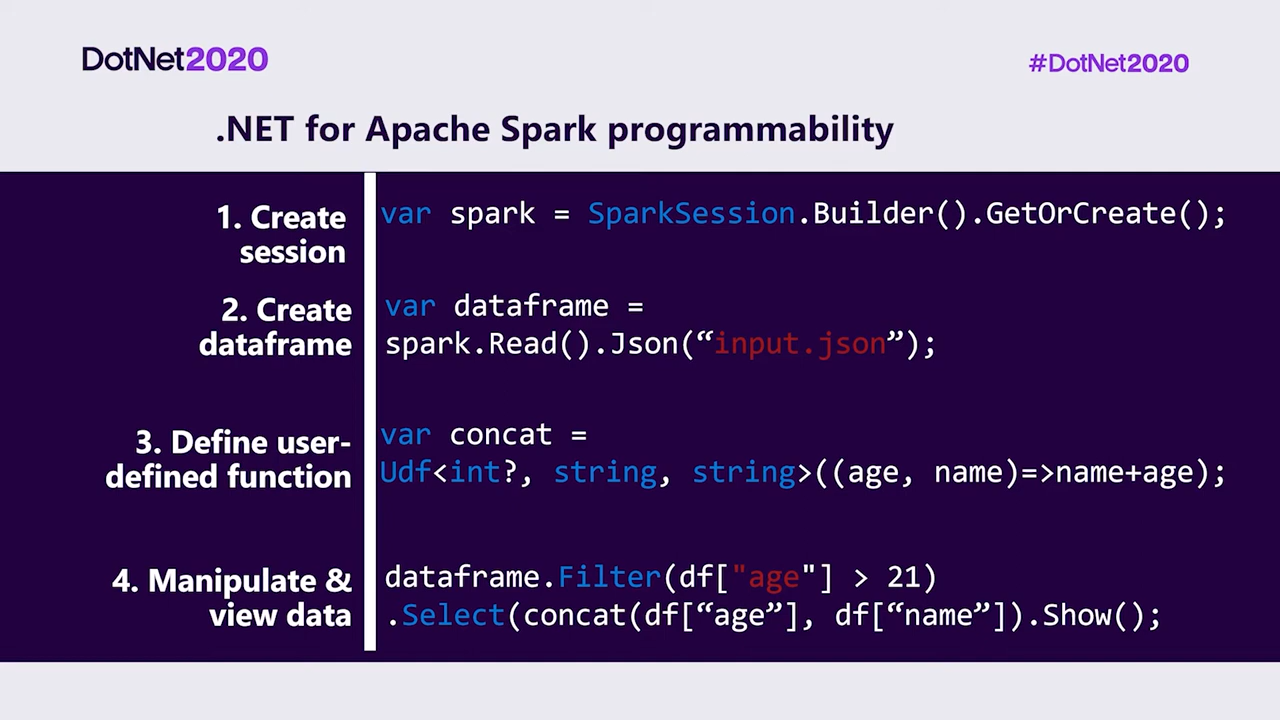 DotNet2020
#DotNet2020
.NET for Apache Spark programmability
1. Create
session
var spark = SparkSession.Builder().GetOrCreate();
2. Create
dataframe
var dataframe =
spark.Read().Json(“input.json”);
3. Define user-
defined function
var concat =
Udf<int?, string, string>((age, name)=>name+age);
4. Manipulate &
view data
dataframe.Filter(df["age"] > 21)
.Select(concat(df[“age”], df[“name”]).Show();